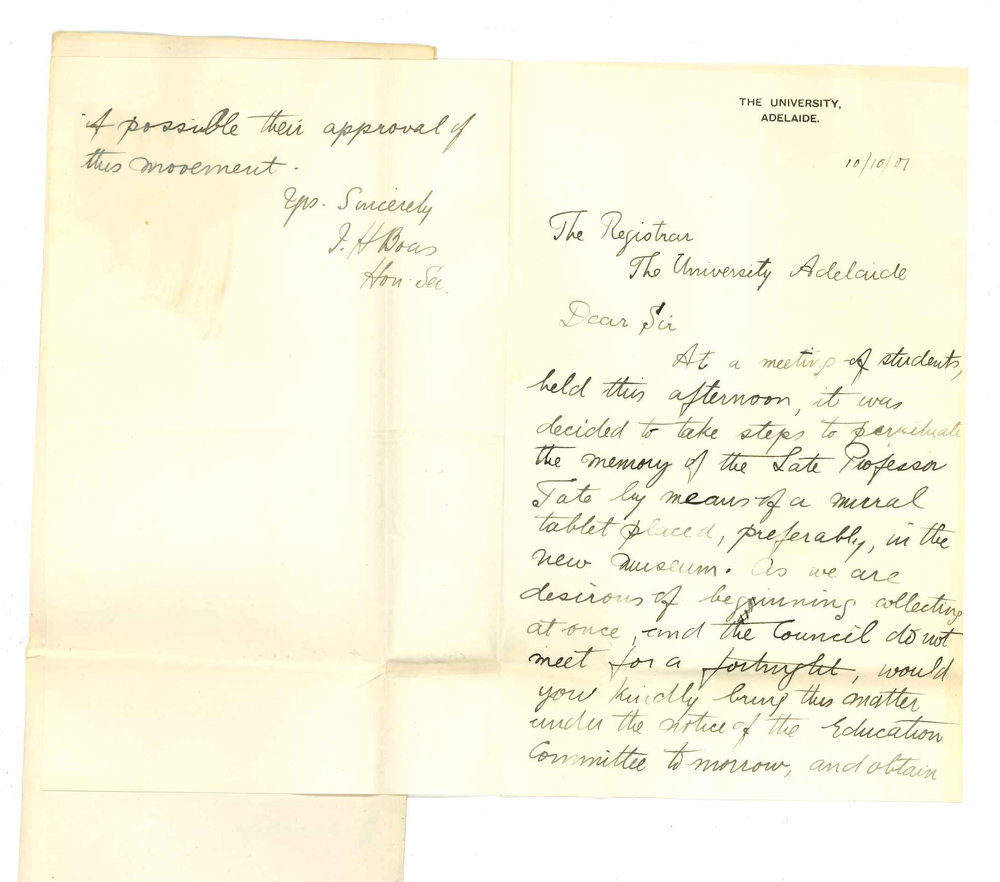 THE UNIVERSITY,
ADELAIDE.
10/10/01
The Registrar
The University Adelaide
Dear Sir
At a meeting of students,
held this afternoon, it was
decided to take steps to perpetuate
the memory of the Late Professor
Tate by means of a mural
tablet placed, preferably, in the
new museum. As we are
desirous of beginning collecting
at once, and the Council do not
meet for a fortnight, would
you kindly bring this matter
under the notice of the Education
Committee tomorrow, and obtain
if possible their approval of
this movement.
Yrs. Sincerely
I. H Boas
Hon Sec.